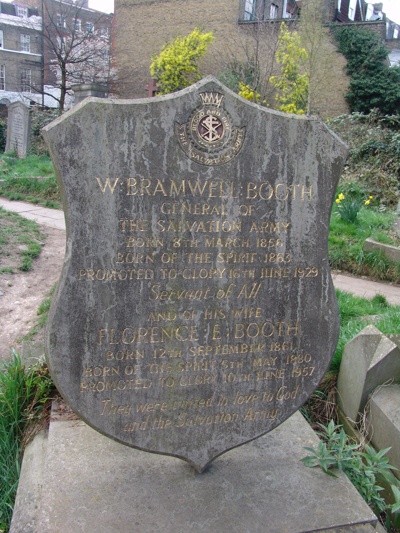 W·BRAMWELL·BOOTH
GENERAL OF
THE SALVATION ARMY
BORN 8TH MARCH 1856
BORN OF THE SPIRIT 1863
PROMOTED TO GLORY 16TH JUNE 1929
Servant of All
AND OF HIS WIFE
FLORENCE·E·BOOTH
BORN 12TH SEPTEMBER 1861
BORN OF THE SPIRIT 5TH MAY 1880
PROMOTED TO GLORY 10TH JUNE 1957
They were united in love to God
and the Salvation Army